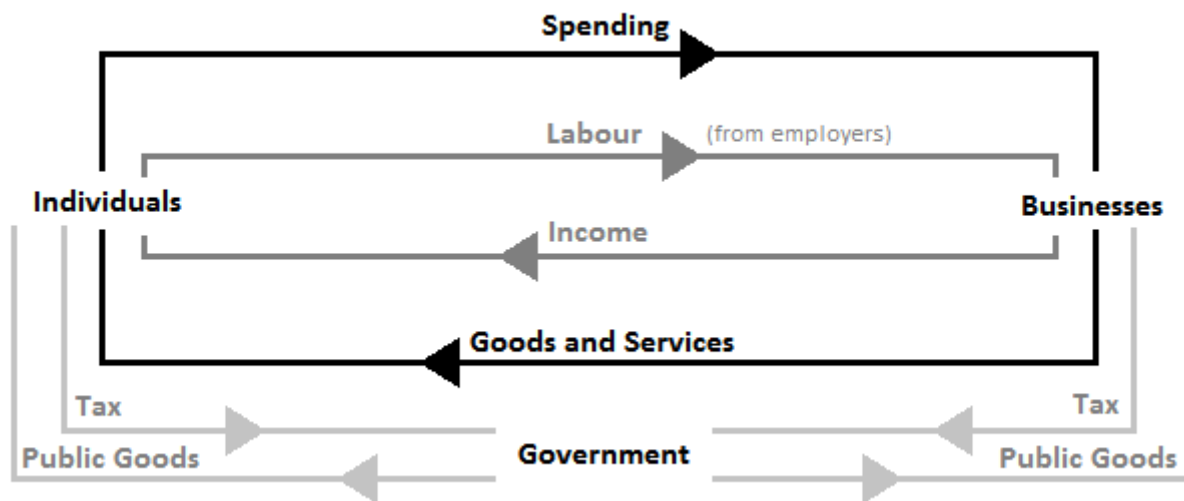 Spending
Labour (from employers)
Individuals
Businesses
Income
Goods and Services
Tax
Tax
Public Goods
Government
Public Goods